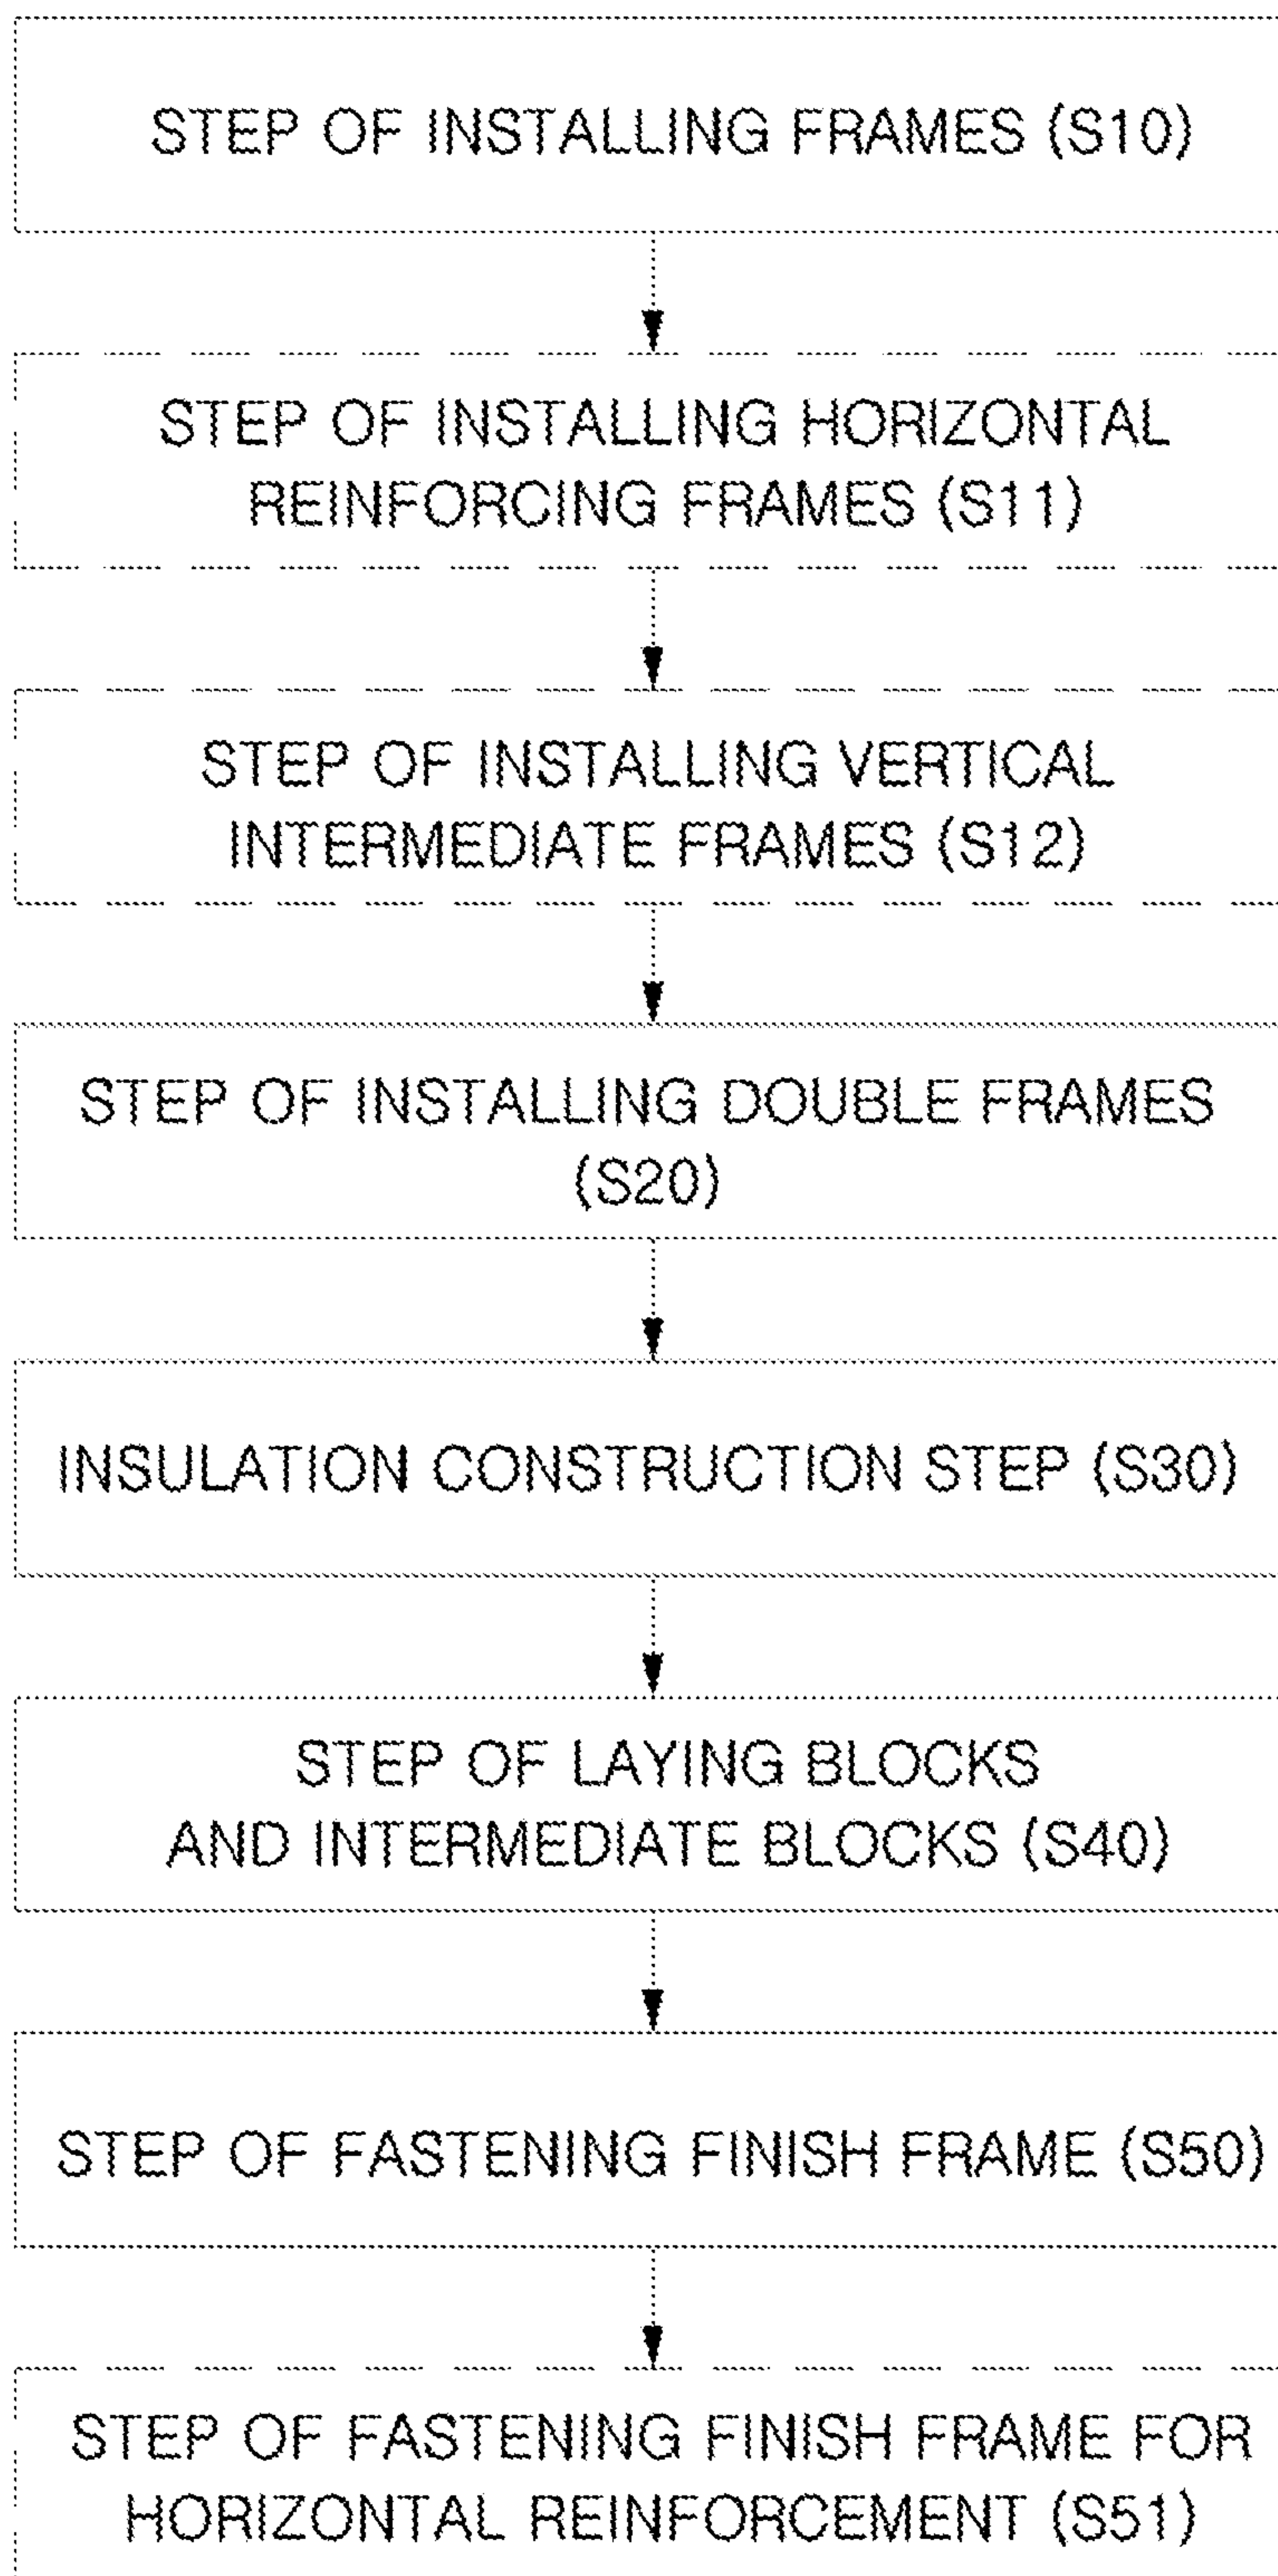 STEP OF INSTALLING FRAMES (S10)
STEP OF INSTALLING HORIZONTAL
REINFORCING FRAMES (S11)
STEP OF INSTALLING VERTICAL
INTERMEDIATE FRAMES (S12)
STEP OF INSTALLING DOUBLE FRAMES
(S20)
INSULATION CONSTRUCTION STEP (S30)
STEP OF LAYING BLOCKS
AND INTERMEDIATE BLOCKS (S40)
STEP OF FASTENING FINISH FRAME (S50)
STEP OF FASTENING FINISH FRAME FOR
HORIZONTAL REINFORCEMENT (S51)